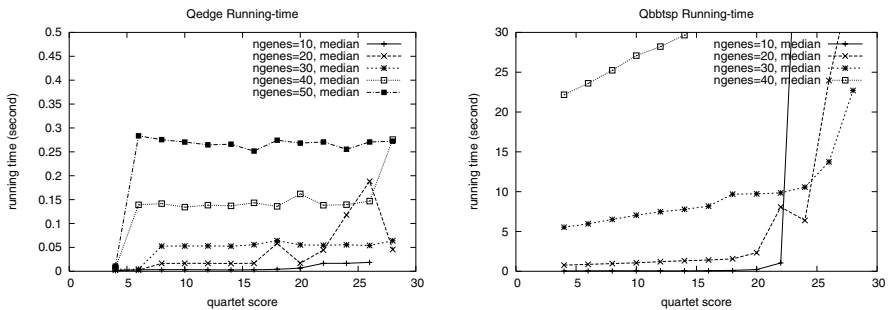 Qedge Running-time
0.5
0.45
0.4
0.35
0.3
0.25
0.2
0.15
0.1
0.05
0
running time (second)
ngenes=10, median
ngenes=20, median
ngenes=30, median
ngenes=40, median
ngenes=50, median
0 5 10 15 20 25 30
quartet score
Qbbtsp Running-time
30
25
20
15
10
5
0
running time (second)
ngenes=10, median
ngenes=20, median
ngenes=30, median
ngenes=40, median
0 5 10 15 20 25 30
quartet score